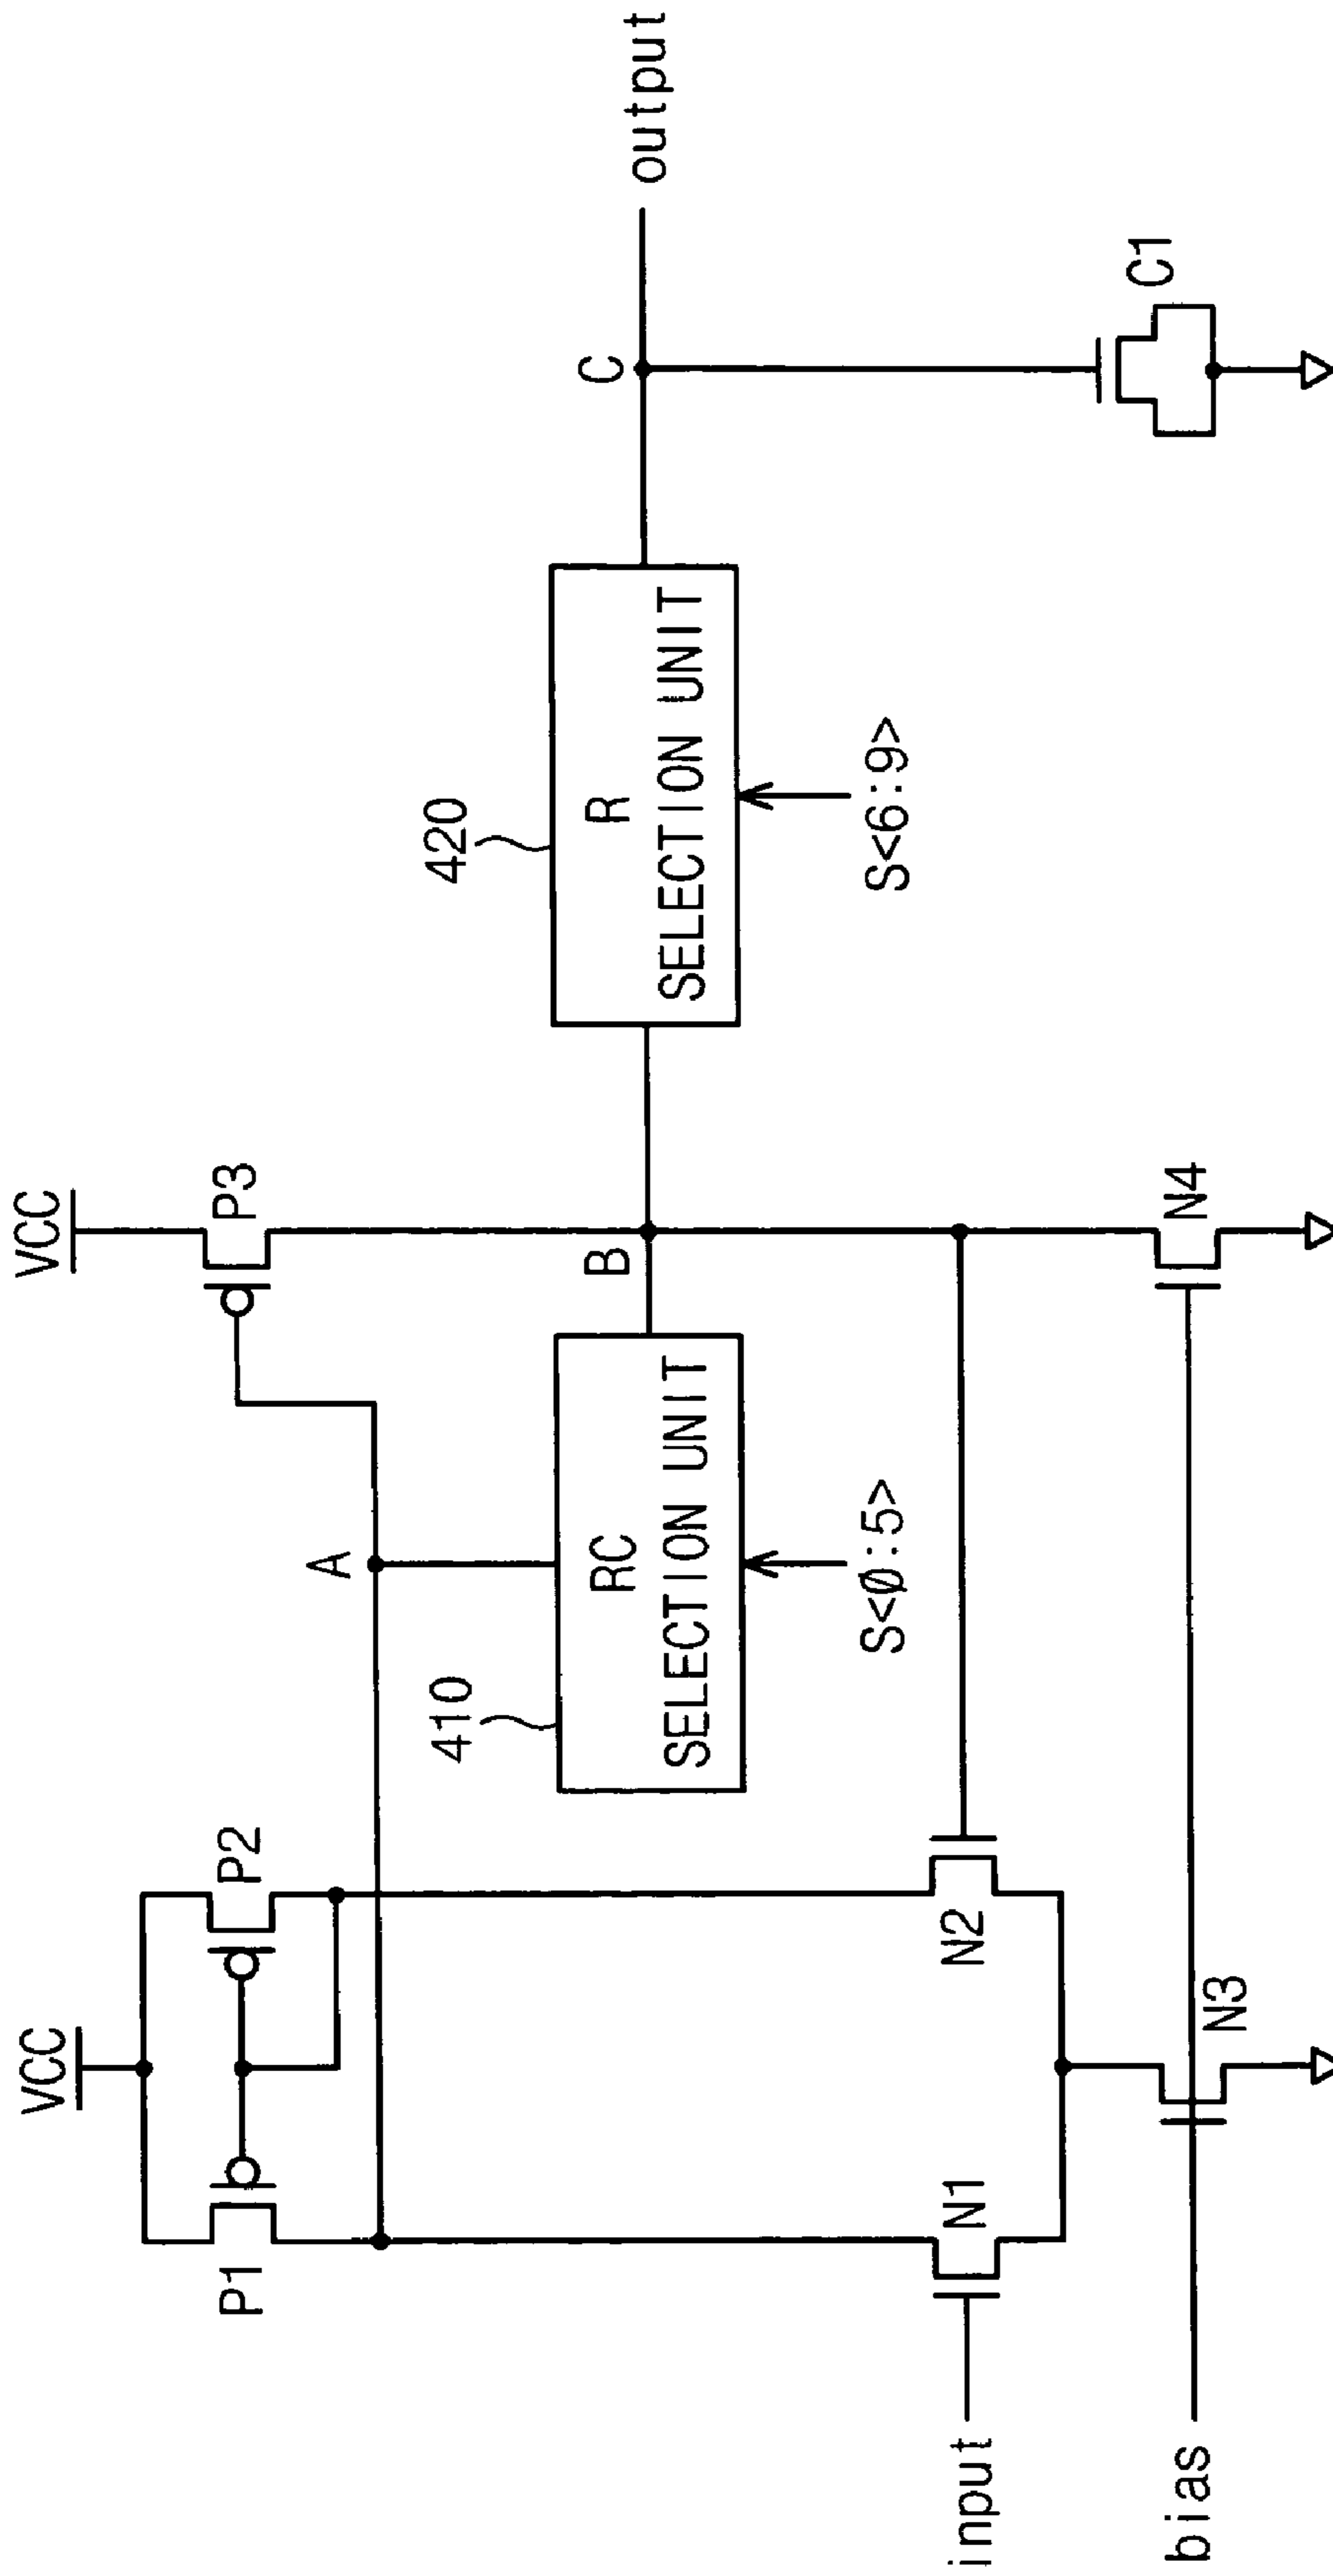 VCC
VCC
P1
P2
P3
A
410
RC
SELECTION UNIT
S<0:5>
B
420
R
SELECTION UNIT
S<6:9>
C
output
input
N1
N2
bias
N3
N4
C1